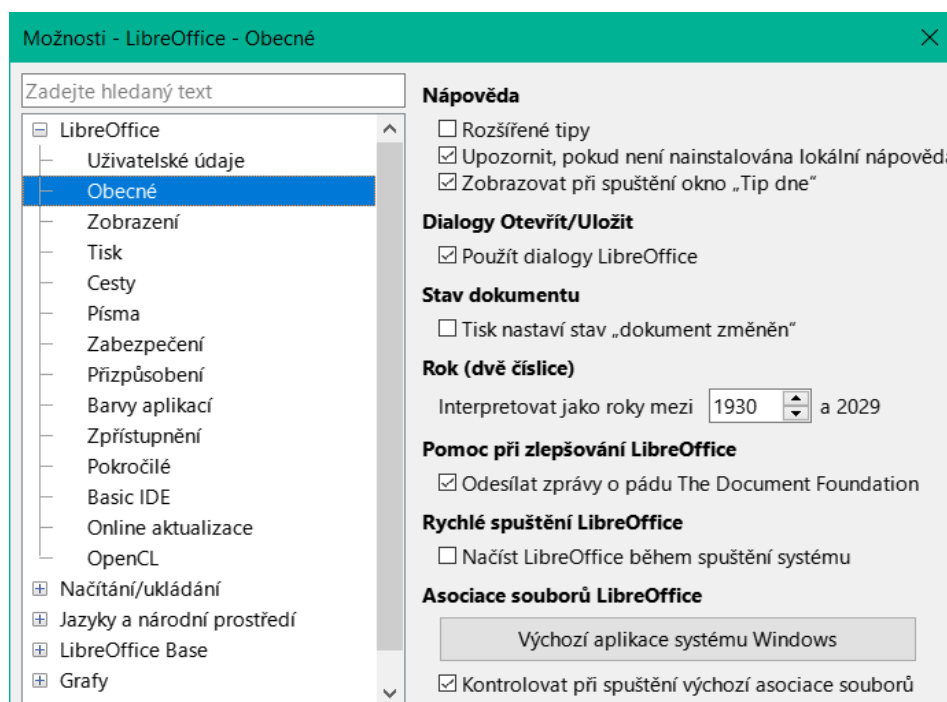 Možnosti - LibreOffice - Obecné
Zadejte hledaný text
LibreOffice
Uživatelské údaje
Obecné
Zobrazení
Tisk
Cesty
Písma
Zabezpečení
Přizpůsobení
Barvy aplikací
Zpřístupnění
Pokročilé
Basic IDE
Online aktualizace
OpenCL
Načítání/ukládání
Jazyky a národní prostředí
LibreOffice Base
Grafy
Nápověda
Rozšířené tipy
Upozornit, pokud není nainstalována lokální nápověda
Zobrazovat při spuštění okno „Tip dne“
Dialogy Otevřít/Uložit
Použít dialogy LibreOffice
Stav dokumentu
Tisk nastaví stav „dokument změněn“
Rok (dvě číslice)
Interpretovat jako roky mezi 1930 a 2029
Pomoc při zlepšování LibreOffice
Odesílat zprávy o pádu The Document Foundation
Rychlé spuštění LibreOffice
Načíst LibreOffice během spuštění systému
Asociace souborů LibreOffice
Výchozí aplikace systému Windows
Kontrolovat při spuštění výchozí asociace souborů